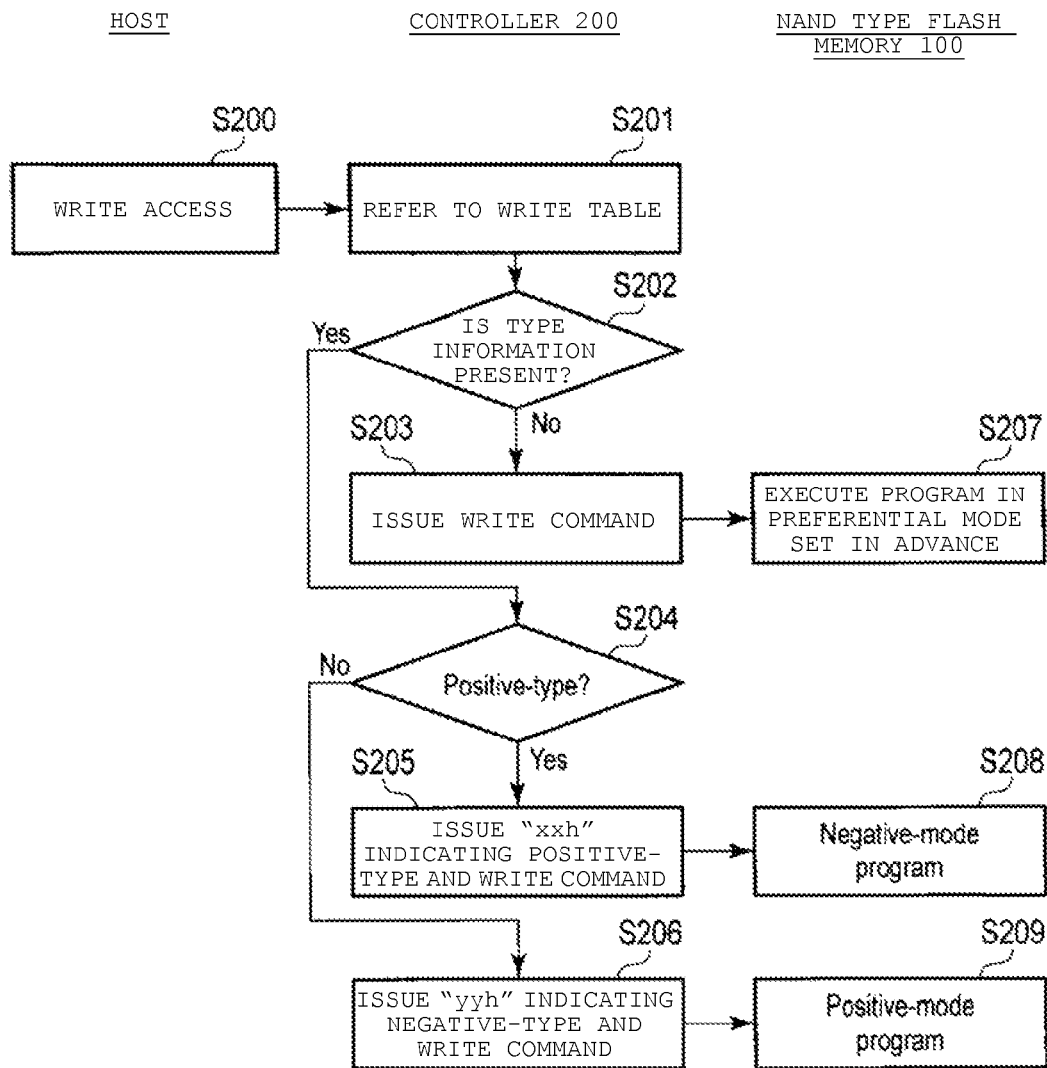 HOST
CONTROLLER 200
NAND TYPE FLASH
MEMORY 100
S200
S201
WRITE ACCESS
REFER TO WRITE TABLE
S202
Yes
IS TYPE
INFORMATION
PRESENT?
No
S203
S207
ISSUE WRITE COMMAND
EXECUTE PROGRAM IN
PREFERENTIAL MODE
SET IN ADVANCE
S204
No
Positive-type?
Yes
S205
S208
ISSUE “xxh”
INDICATING POSITIVE-
TYPE AND WRITE COMMAND
Negative-mode
program
S206
S209
ISSUE “yyh” INDICATING
NEGATIVE-TYPE AND
WRITE COMMAND
Positive-mode
program